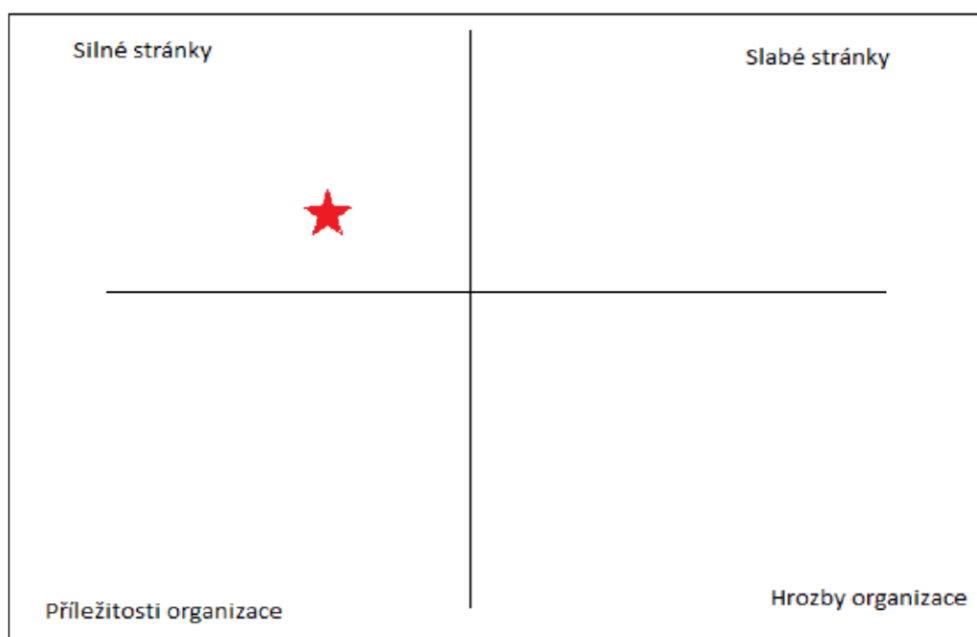 Silné stránky
Slabé stránky
Příležitosti organizace
Hrozby organizace